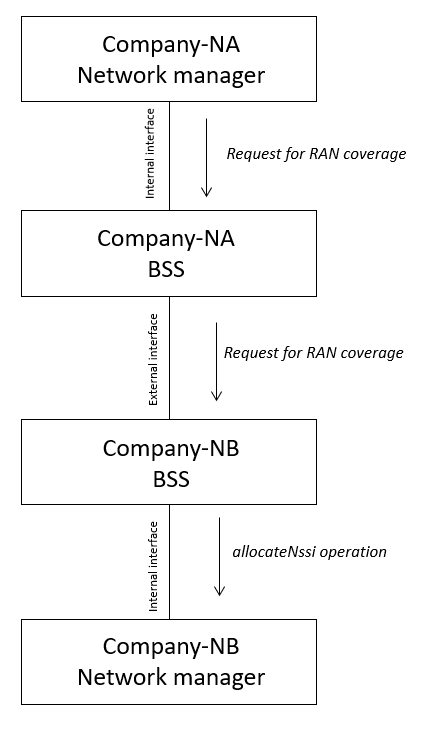 Company-NA
Network manager
Internal interface
Request for RAN coverage
Company-NA
BSS
External interface
Request for RAN coverage
Company-NB
BSS
Internal interface
allocateNssi operation
Company-NB
Network manager